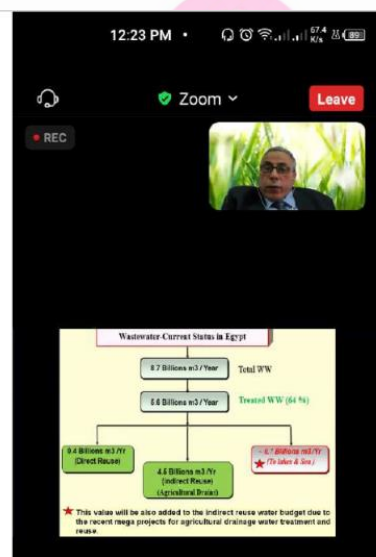 12:23 PM •
67.4
K/s
89
Zoom
Leave
• REC
Wastewater-Current Status in Egypt
8.7 Billions m3 / Year Total WW
5.6 Billions m3 / Year Treated WW (64 %)
0.4 Billions m3 /Yr
(Direct Reuse)
4.5 Billions m3 /Yr
(Indirect Reuse)
(Agricultural Drains)
Billions m3/Yr
(To lakes & Sea)
This value will be also added to the indirect reuse water budget due to
the recent mega projects for agricultural drainage water treatment and
reuse.